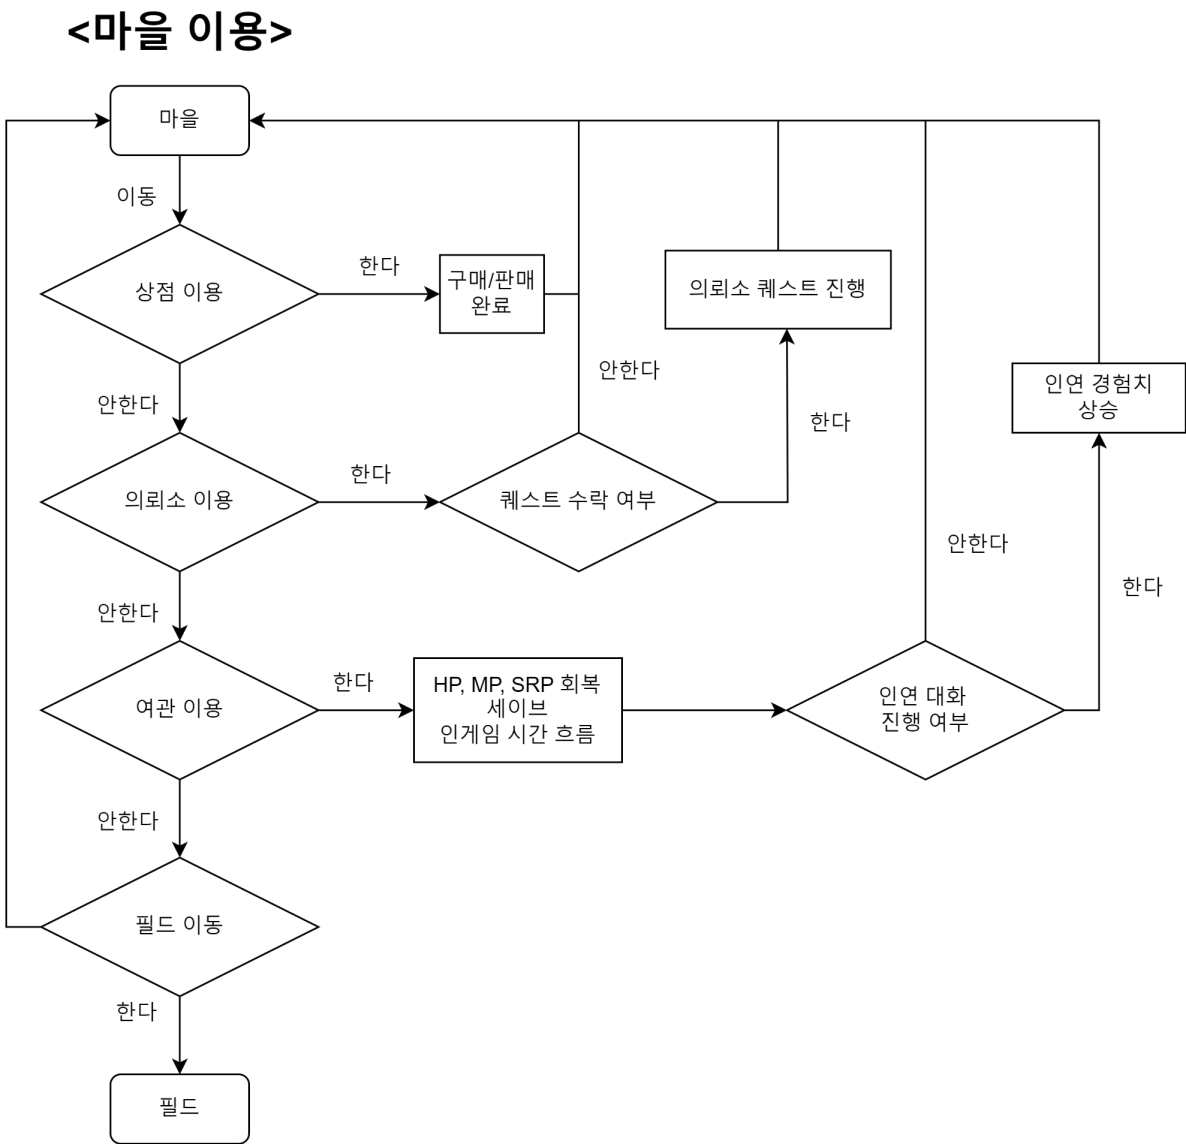 <마을 이용>
마을
이동
상점 이용
한다
구매/판매
완료
의뢰소 퀘스트 진행
안한다
안한다
한다
인연 경험치
상승
의뢰소 이용
한다
퀘스트 수락 여부
안한다
한다
안한다
여관 이용
한다
HP, MP, SRP 회복
세이브
인게임 시간 흐름
인연 대화
진행 여부
안한다
필드 이동
한다
필드